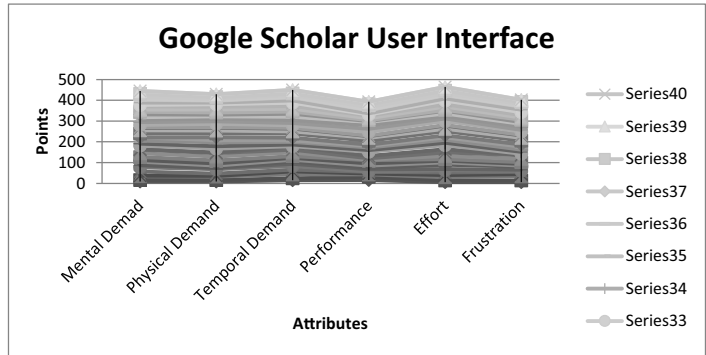 Google Scholar User Interface
500
400
300
200
100
0
Points
Mental Demad
Physical Demand
Temporal Demand
Performance
Effort
Frustration
Attributes
Series40
Series39
Series38
Series37
Series36
Series35
Series34
Series33